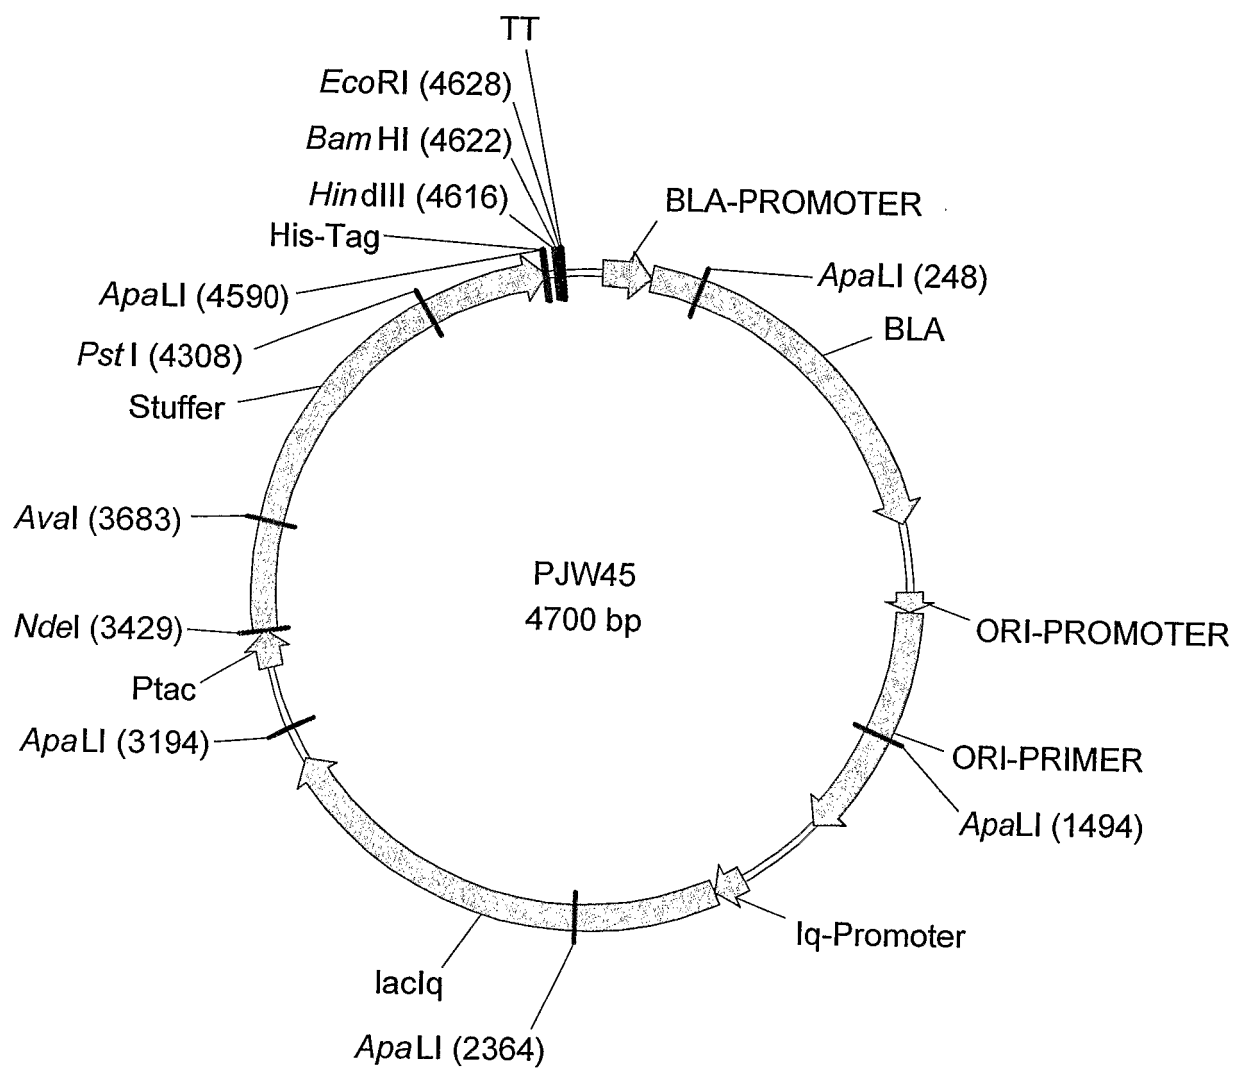 TT
EcoRI (4628)
BamHI (4622)
HindIII (4616)
His-Tag
ApaLI (4590)
PstI (4308)
Stuffer
AvaI (3683)
NdeI (3429)
Ptac
ApaLI (3194)
lacIq
ApaLI (2364)
Iq-Promoter
ApaLI (1494)
ORI-PRIMER
ORI-PROMOTER
BLA
ApaLI (248)
BLA-PROMOTER
PJW45
4700 bp